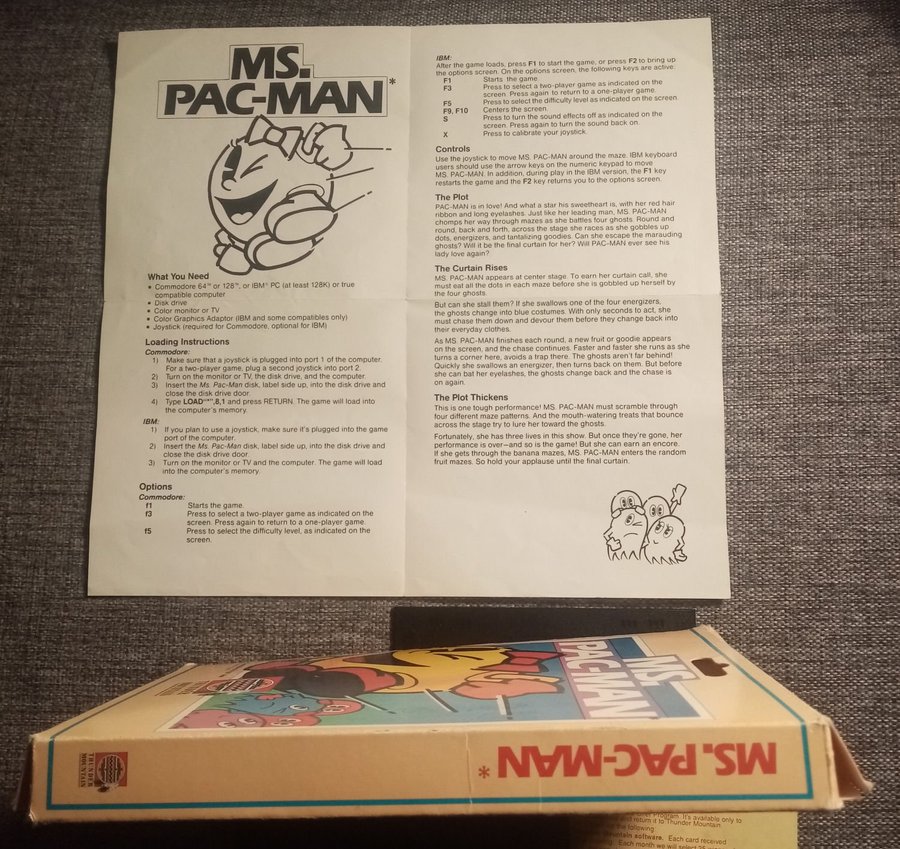 MS.
PAC-MAN*
What You Need
• Commodore 64™ or 128™, or IBM® PC (at least 128K) or true
compatible computer
• Disk drive
• Color monitor or TV
• Color Graphics Adaptor (IBM and some compatibles only)
• Joystick (required for Commodore, optional for IBM)
Loading Instructions
Commodore:
1) Make sure that a joystick is plugged into port 1 of the computer.
For a two-player game, plug a second joystick into port 2.
2) Turn on the monitor or TV, the disk drive, and the computer.
3) Insert the Ms. Pac-Man disk, label side up, into the disk drive and
close the disk drive door.
4) Type LOAD"*",8,1 and press RETURN. The game will load into
the computer's memory.
IBM:
1) If you plan to use a joystick, make sure it's plugged into the game
port of the computer.
2) Insert the Ms. Pac-Man disk, label side up, into the disk drive and
close the disk drive door.
3) Turn on the monitor or TV and the computer. The game will load
into the computer's memory.
Options
Commodore:
f1 Starts the game.
f3 Press to select a two-player game as indicated on the
screen. Press again to return to a one-player game.
f5 Press to select the difficulty level, as indicated on the
screen.
IBM:
After the game loads, press F1 to start the game, or press F2 to bring up
the options screen. On the options screen, the following keys are active:
F1 Starts the game.
F3 Press to select a two-player game as indicated on the
screen. Press again to return to a one-player game.
F5 Press to select the difficulty level as indicated on the screen.
F9, F10 Centers the screen.
S Press to turn the sound effects off as indicated on the
screen. Press again to turn the sound back on.
X Press to calibrate your joystick.
Controls
Use the joystick to move MS. PAC-MAN around the maze. IBM keyboard
users should use the arrow keys on the numeric keypad to move
MS. PAC-MAN. In addition, during play in the IBM version, the F1 key
restarts the game and the F2 key returns you to the options screen.
The Plot
PAC-MAN is in love! And what a star his sweetheart is, with her red hair
ribbon and long eyelashes. Just like her leading man, MS. PAC-MAN
chomps her way through mazes as she battles four ghosts. Round and
round, back and forth, across the stage she races as she gobbles up
dots, energizers, and tantalizing goodies. Can she escape the marauding
ghosts? Will it be the final curtain for her? Will PAC-MAN ever see his
lady love again?
The Curtain Rises
MS. PAC-MAN appears at center stage. To earn her curtain call, she
must eat all the dots in each maze before she is gobbled up herself by
the four ghosts.
But can she stall them? If she swallows one of the four energizers,
the ghosts change into blue costumes. With only seconds to act, she
must chase them down and devour them before they change back into
their everyday clothes.
As MS. PAC-MAN finishes each round, a new fruit or goodie appears
on the screen, and the chase continues. Faster and faster she runs as she
turns a corner here, avoids a trap there. The ghosts aren't far behind!
Quickly she swallows an energizer, then turns back on them. But before
she can bat her eyelashes, the ghosts change back and the chase is
on again.
The Plot Thickens
This is one tough performance! MS. PAC-MAN must scramble through
four different maze patterns. And the mouth-watering treats that bounce
across the stage try to lure her toward the ghosts.
Fortunately, she has three lives in this show. But once they're gone, her
performance is over—and so is the game! But she can earn an encore.
If she gets through the banana mazes, MS. PAC-MAN enters the random
fruit mazes. So hold your applause until the final curtain.
MS.
PAC-MAN
MS. PAC-MAN*
THUNDER
MOUNTAIN
Program. It's available only to
and return it to Thunder Mountain.
the following
software. Each card received
Each month we will select